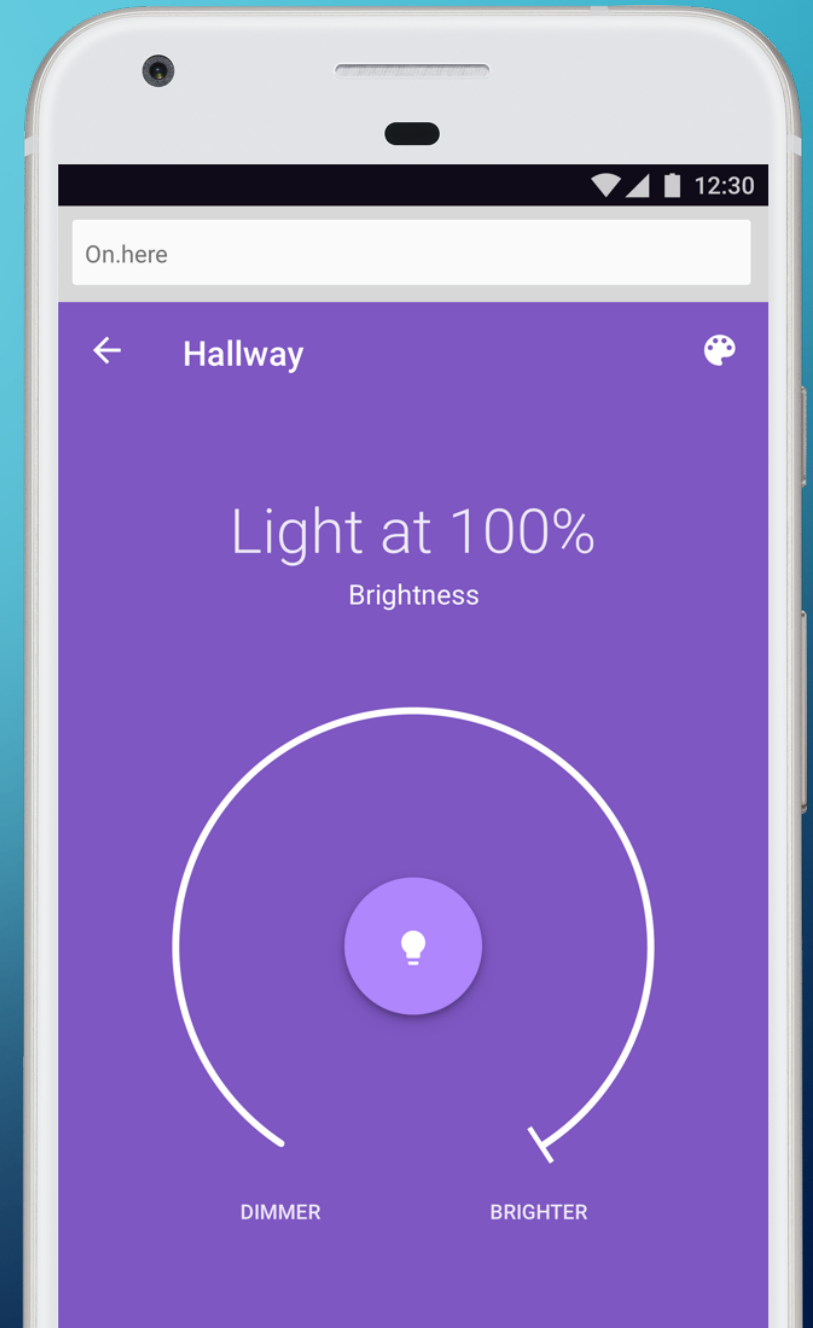 12:30
On.here
Hallway
Light at 100%
Brightness
DIMMER
BRIGHTER